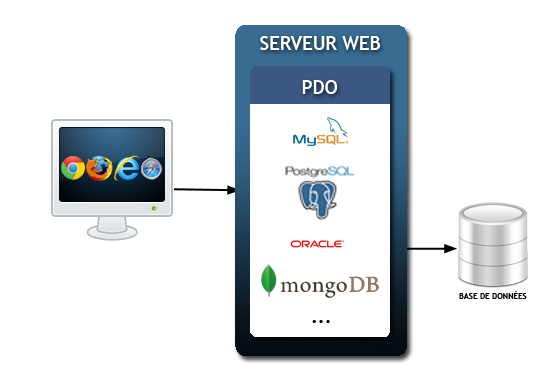 SERVEUR WEB
PDO
MySQL
PostgreSQL
ORACLE
mongoDB
...
BASE DE DONNÉES